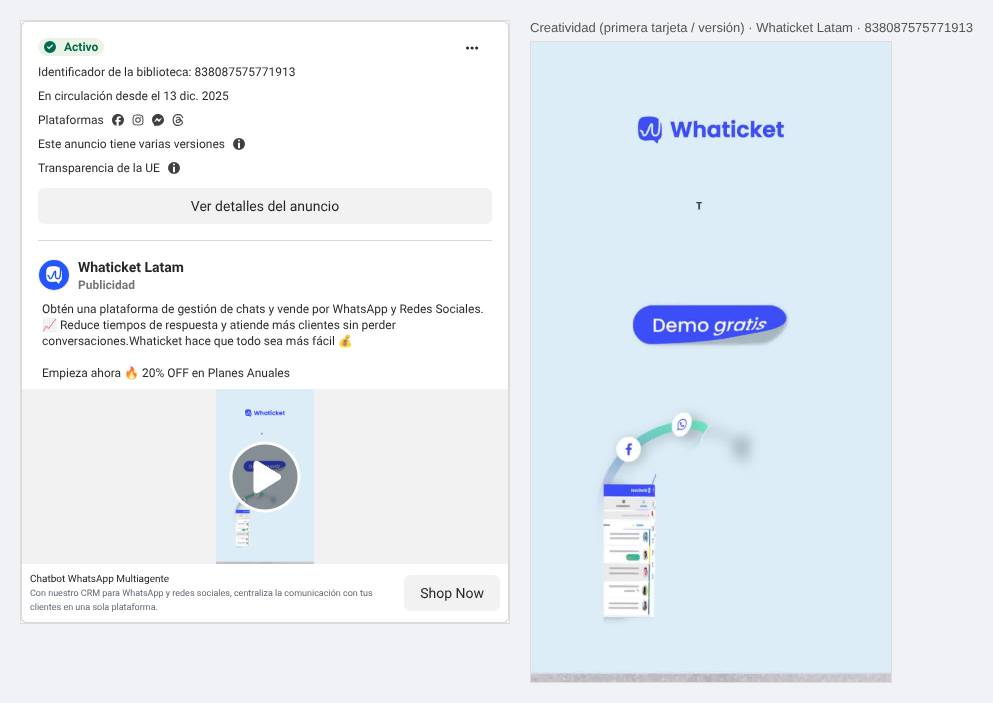 Activo
Identificador de la biblioteca: 838087575771913
En circulación desde el 13 dic. 2025
Plataformas
Este anuncio tiene varias versiones
Transparencia de la UE
Ver detalles del anuncio
Whaticket Latam
Publicidad
Obtén una plataforma de gestión de chats y vende por WhatsApp y Redes Sociales.
📈 Reduce tiempos de respuesta y atiende más clientes sin perder
conversaciones.Whaticket hace que todo sea más fácil 💰
Empieza ahora 🔥 20% OFF en Planes Anuales
Whaticket
Chatbot WhatsApp Multiagente
Con nuestro CRM para WhatsApp y redes sociales, centraliza la comunicación con tus
clientes en una sola plataforma.
Shop Now
Creatividad (primera tarjeta / versión) · Whaticket Latam · 838087575771913
Whaticket
T
Demo gratis